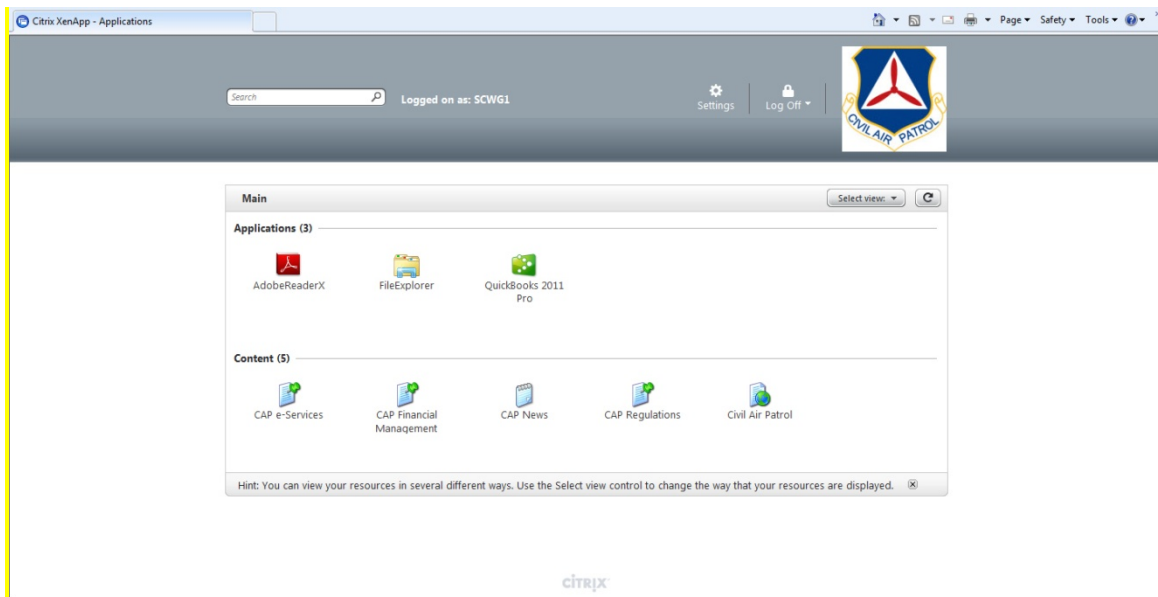 Citrix XenApp - Applications
Page Safety Tools
Search
Logged on as: SCWG1
Settings
Log Off
CIVIL AIR PATROL
Main
Select view:
Applications (3)
AdobeReaderX
FileExplorer
QuickBooks 2011
Pro
Content (5)
CAP e-Services
CAP Financial
Management
CAP News
CAP Regulations
Civil Air Patrol
Hint: You can view your resources in several different ways. Use the Select view control to change the way that your resources are displayed.
CITRIX